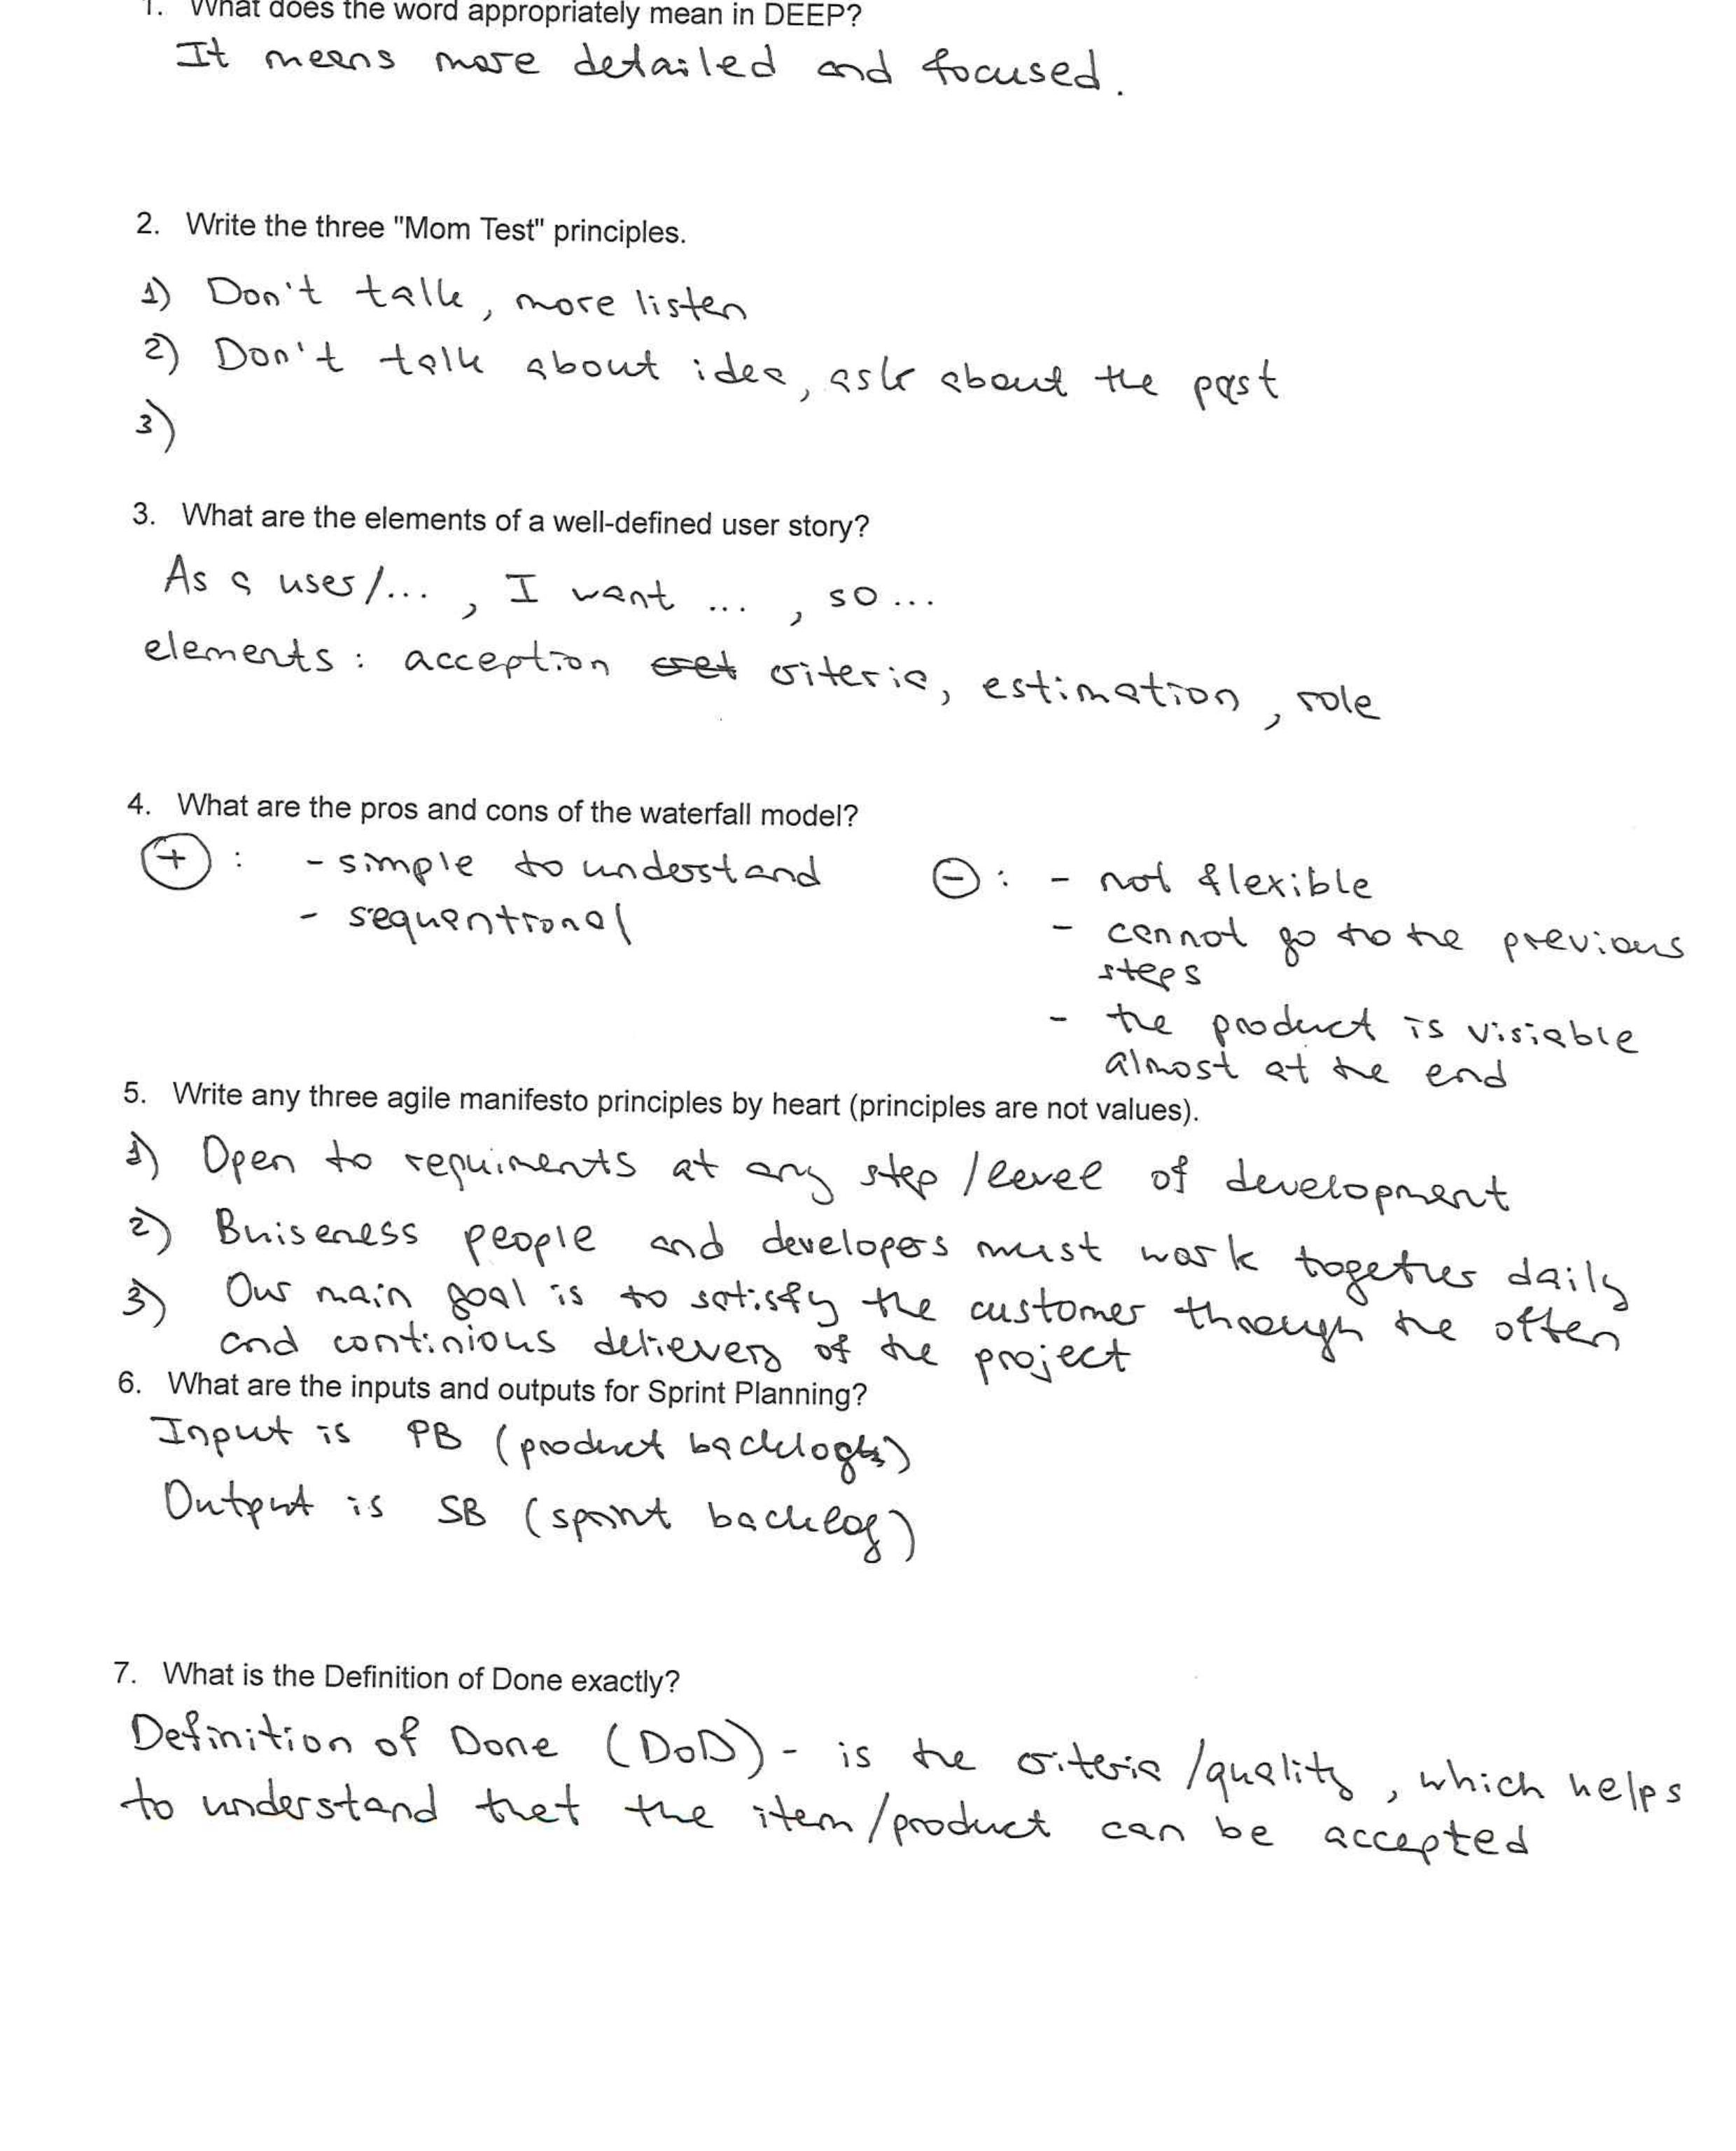 1. What does the word appropriately mean in DEEP?
It means more detailed and focused.
2. Write the three "Mom Test" principles.
1) Don't talk, more listen
2) Don't talk about idea, ask about the past
3)
3. What are the elements of a well-defined user story?
As a user/... , I want ... , so ...
elements: acception cret criteria, estimation, role
4. What are the pros and cons of the waterfall model?
+ : - simple to understand
- sequentional
- : - not flexible
- cannot go to the previous
steps
- the product is visiable
almost at the end
5. Write any three agile manifesto principles by heart (principles are not values).
1) Open to requiments at any step/level of development
2) Buiseness people and developers must work together daily
3) Our main goal is to satisfy the customer through the often
and continious delievery of the project
6. What are the inputs and outputs for Sprint Planning?
Input is PB (product backlogs)
Output is SB (sprint backlog)
7. What is the Definition of Done exactly?
Definition of Done (DoD) - is the criteria/quality, which helps
to understand that the item/product can be accepted